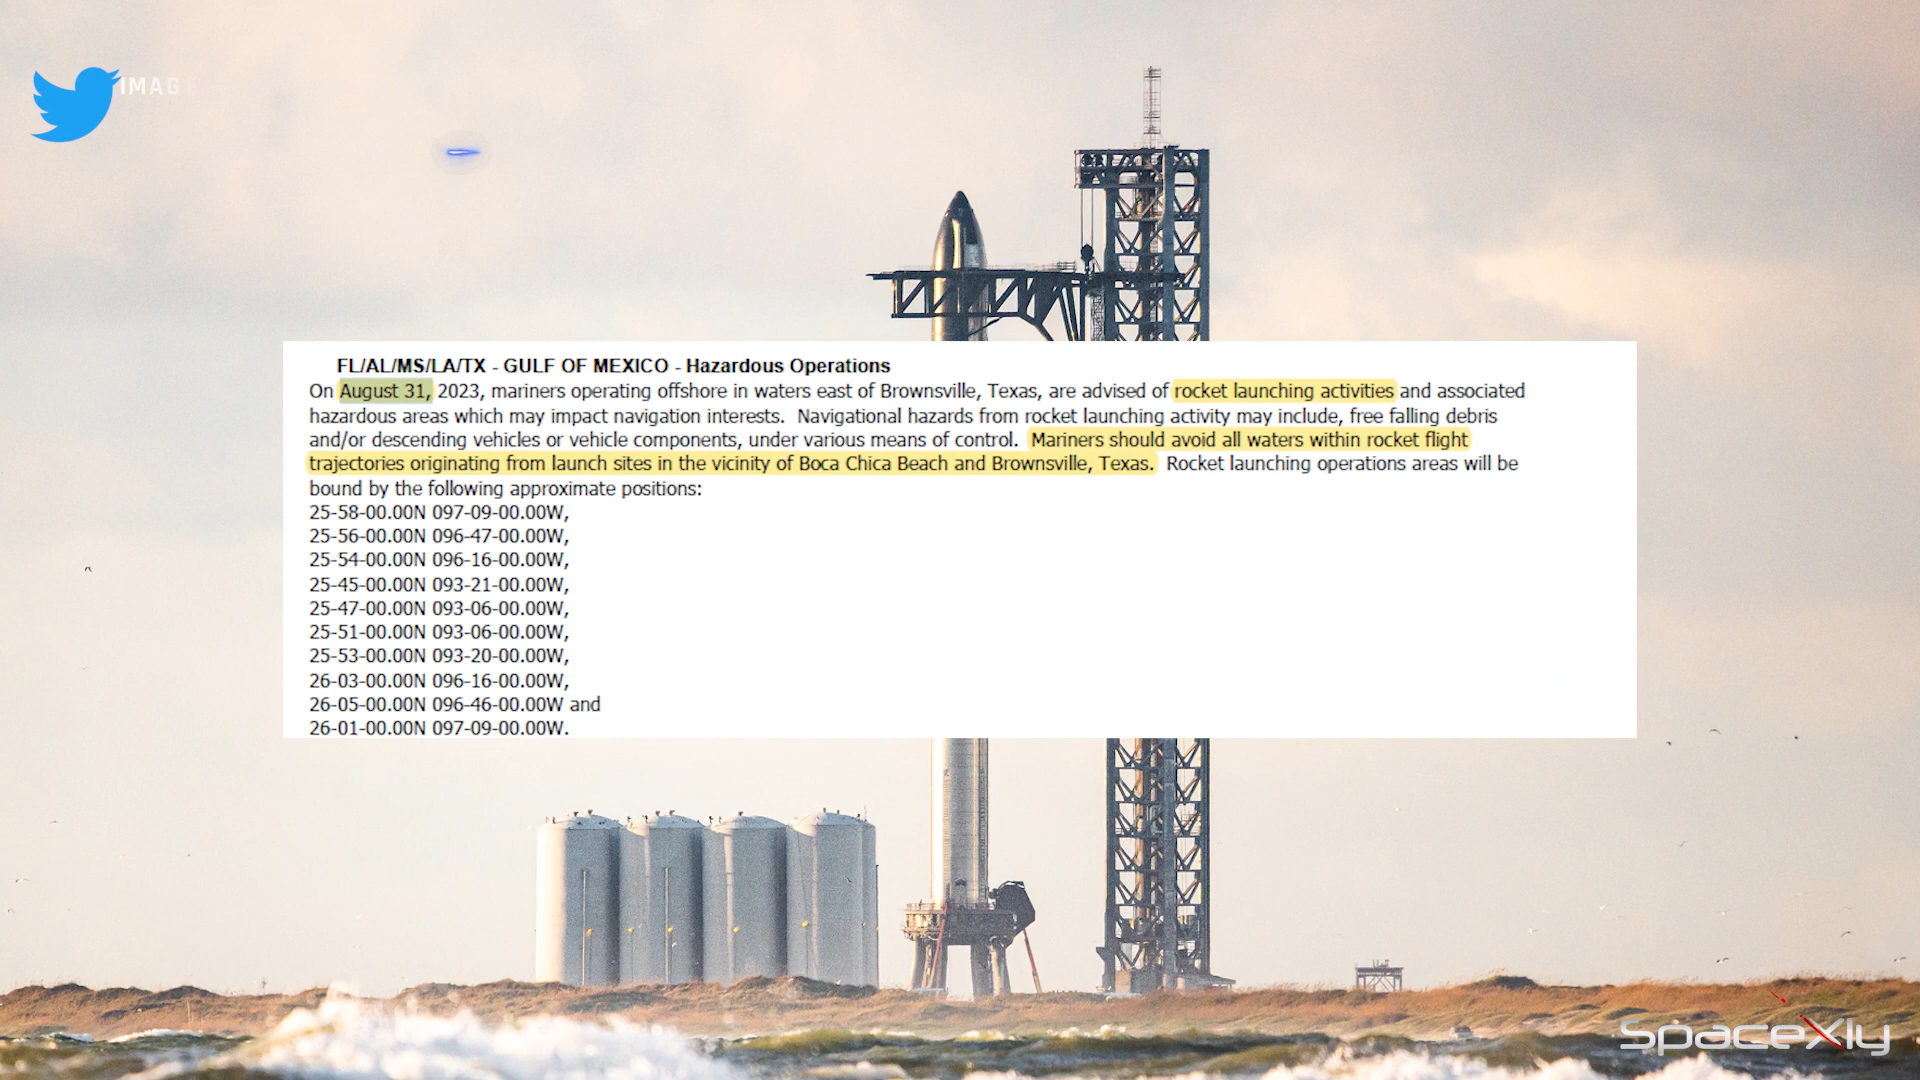 IMAG
FL/AL/MS/LA/TX - GULF OF MEXICO - Hazardous Operations
On August 31, 2023, mariners operating offshore in waters east of Brownsville, Texas, are advised of rocket launching activities and associated
hazardous areas which may impact navigation interests.  Navigational hazards from rocket launching activity may include, free falling debris
and/or descending vehicles or vehicle components, under various means of control.  Mariners should avoid all waters within rocket flight
trajectories originating from launch sites in the vicinity of Boca Chica Beach and Brownsville, Texas.  Rocket launching operations areas will be
bound by the following approximate positions:
25-58-00.00N 097-09-00.00W,
25-56-00.00N 096-47-00.00W,
25-54-00.00N 096-16-00.00W,
25-45-00.00N 093-21-00.00W,
25-47-00.00N 093-06-00.00W,
25-51-00.00N 093-06-00.00W,
25-53-00.00N 093-20-00.00W,
26-03-00.00N 096-16-00.00W,
26-05-00.00N 096-46-00.00W and
26-01-00.00N 097-09-00.00W.
SpaceXly